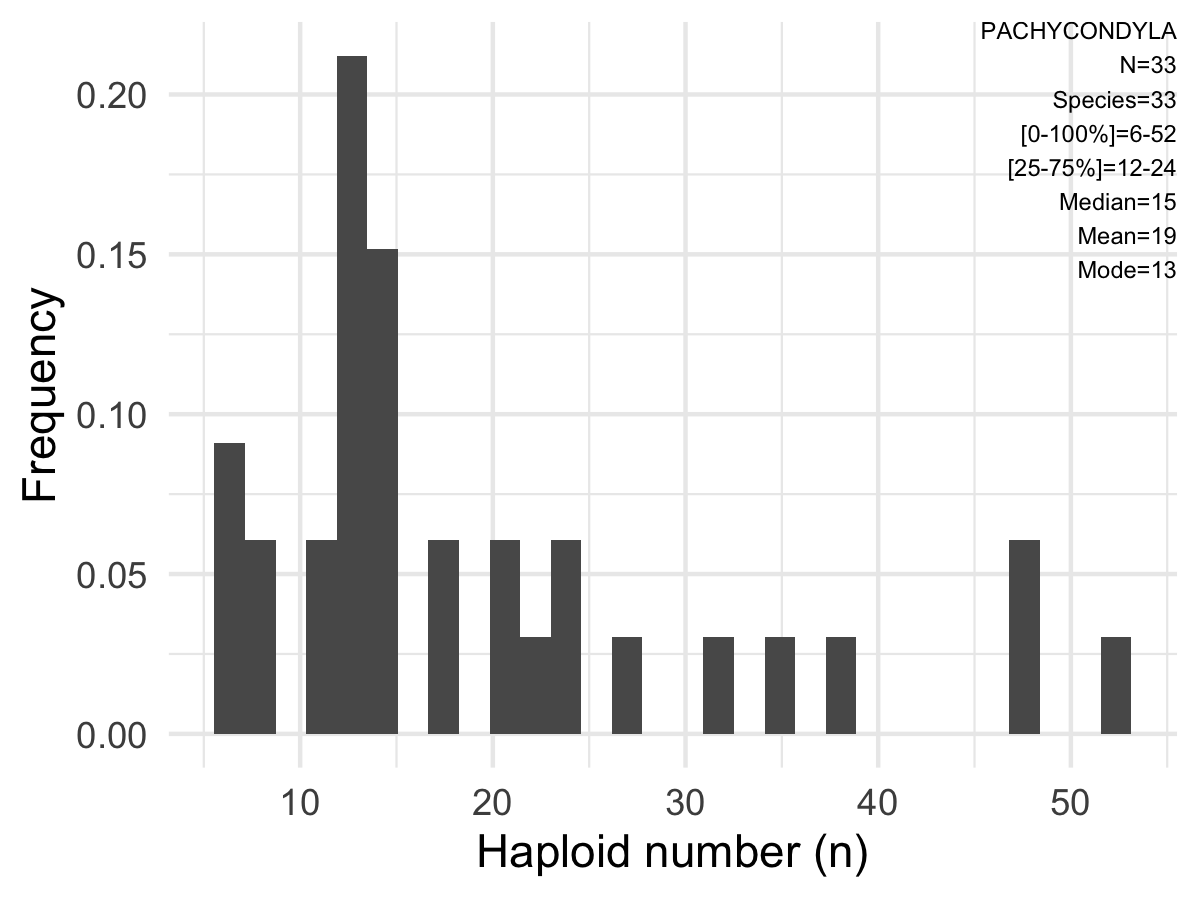 PACHYCONDYLA
N=33
Species=33
[0-100%]=6-52
[25-75%]=12-24
Median=15
Mean=19
Mode=13
Frequency
0.20
0.15
0.10
0.05
0.00
10 20 30 40 50
Haploid number (n)